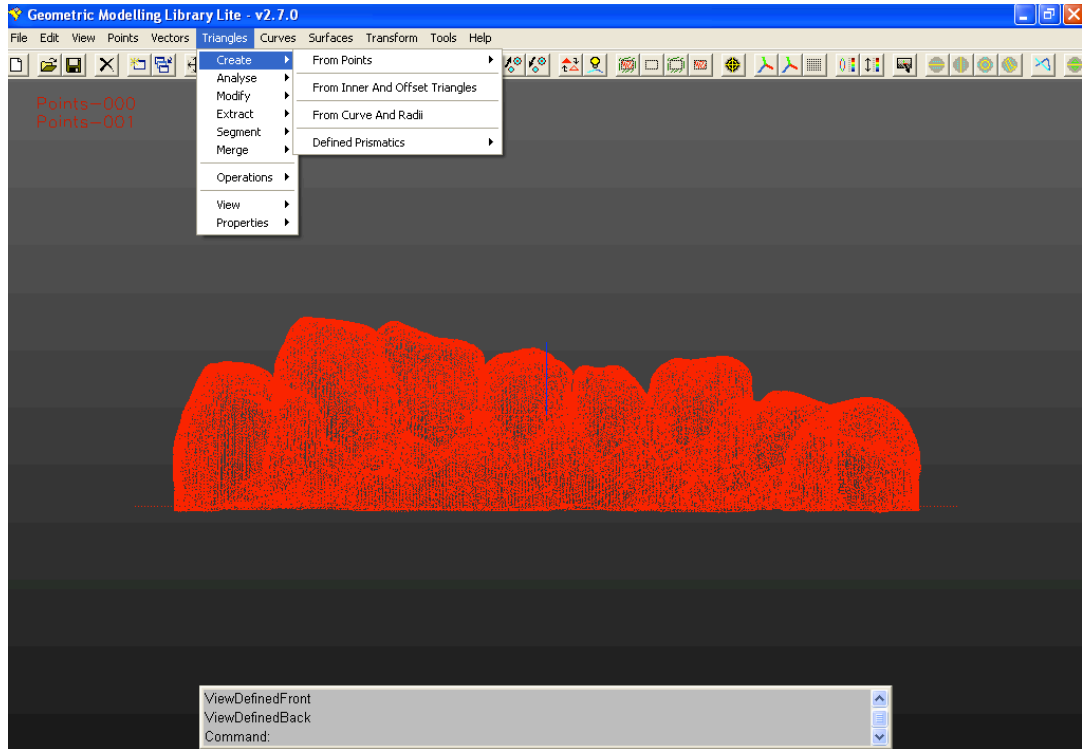 Geometric Modelling Library Lite - v2.7.0
File Edit View Points Vectors Triangles Curves Surfaces Transform Tools Help
Points-000
Points-001
Create
Analyse
Modify
Extract
Segment
Merge
Operations
View
Properties
From Points
From Inner And Offset Triangles
From Curve And Radii
Defined Prismatics
ViewDefinedFront
ViewDefinedBack
Command: